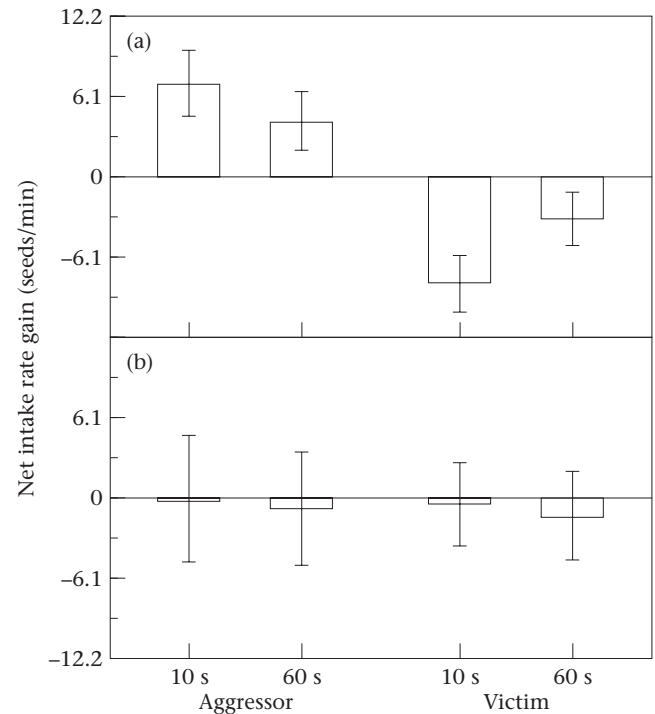 12.2
(a)
6.1
0
−6.1
(b)
6.1
0
−6.1
−12.2
10 s 60 s 10 s 60 s
Aggressor Victim
Net intake rate gain (seeds/min)